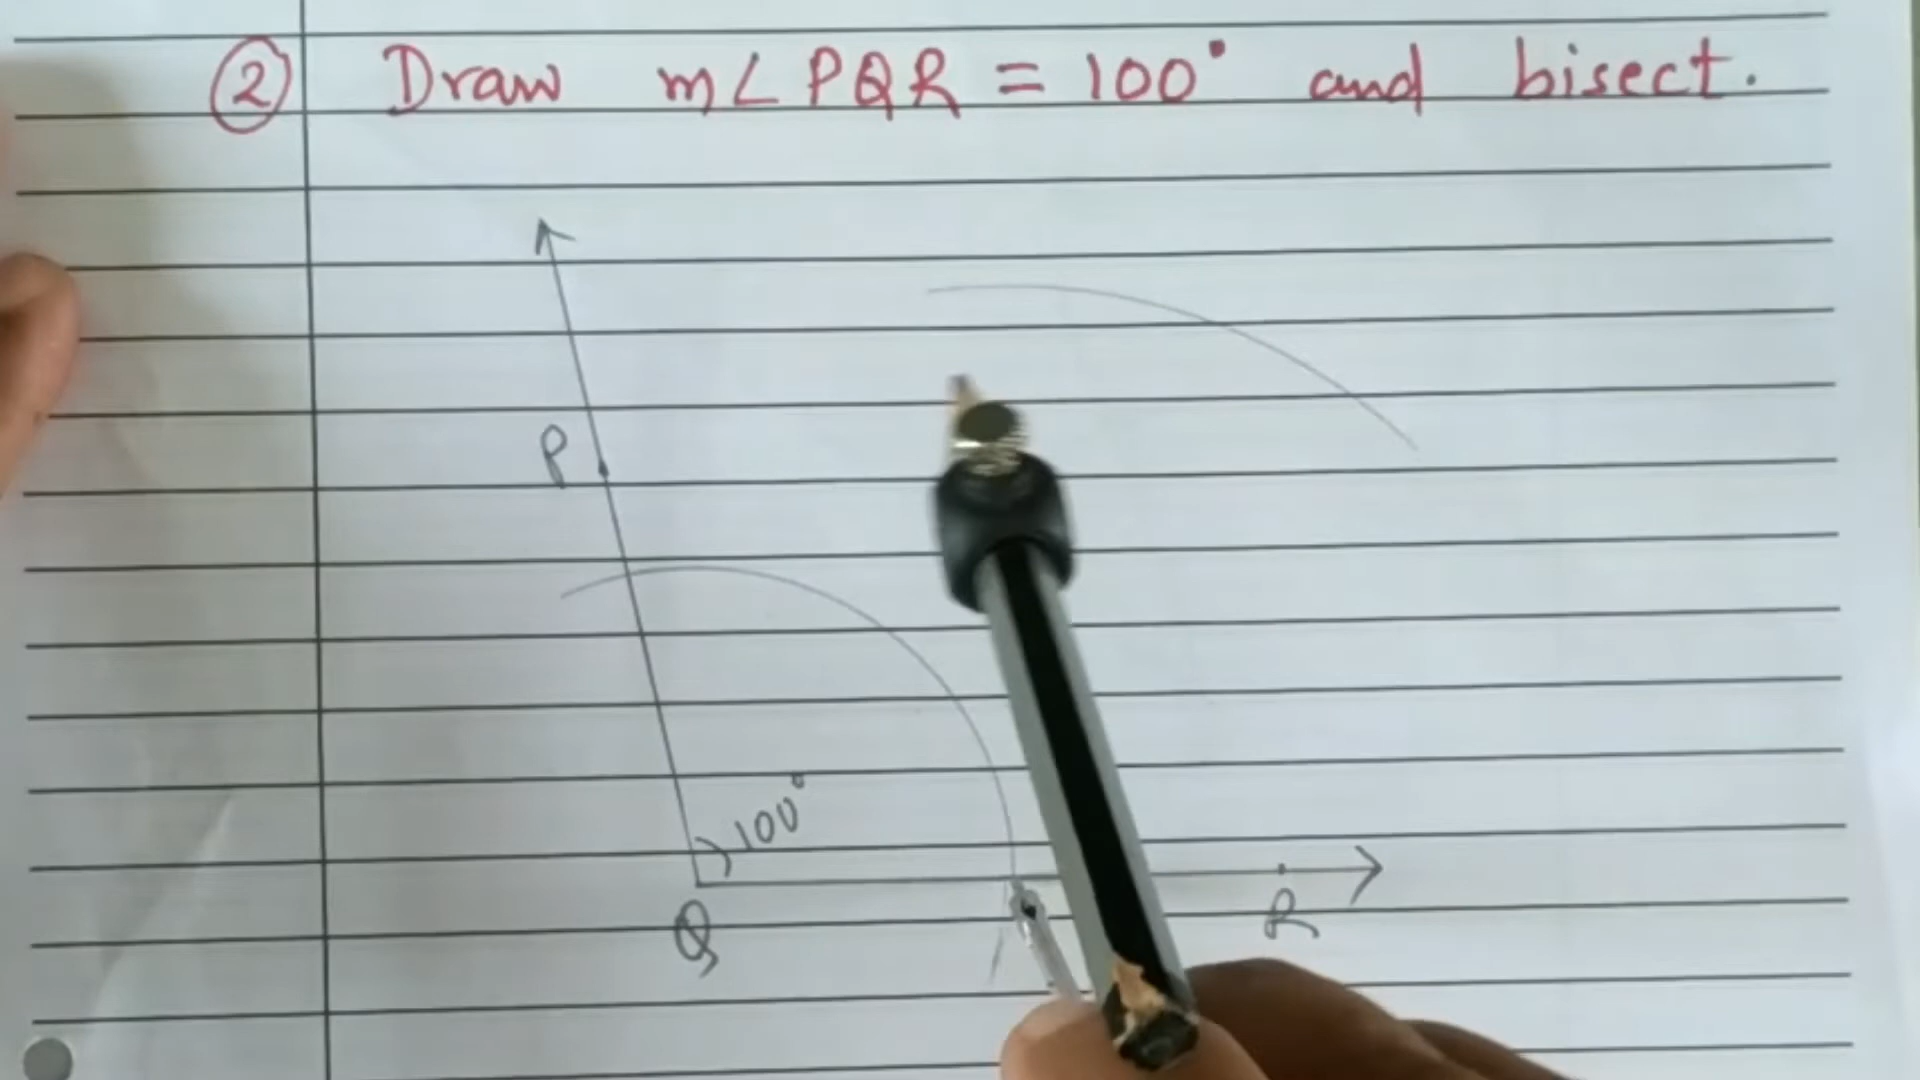 ② Draw m∠PQR = 100° and bisect.
P
100°
Q
R